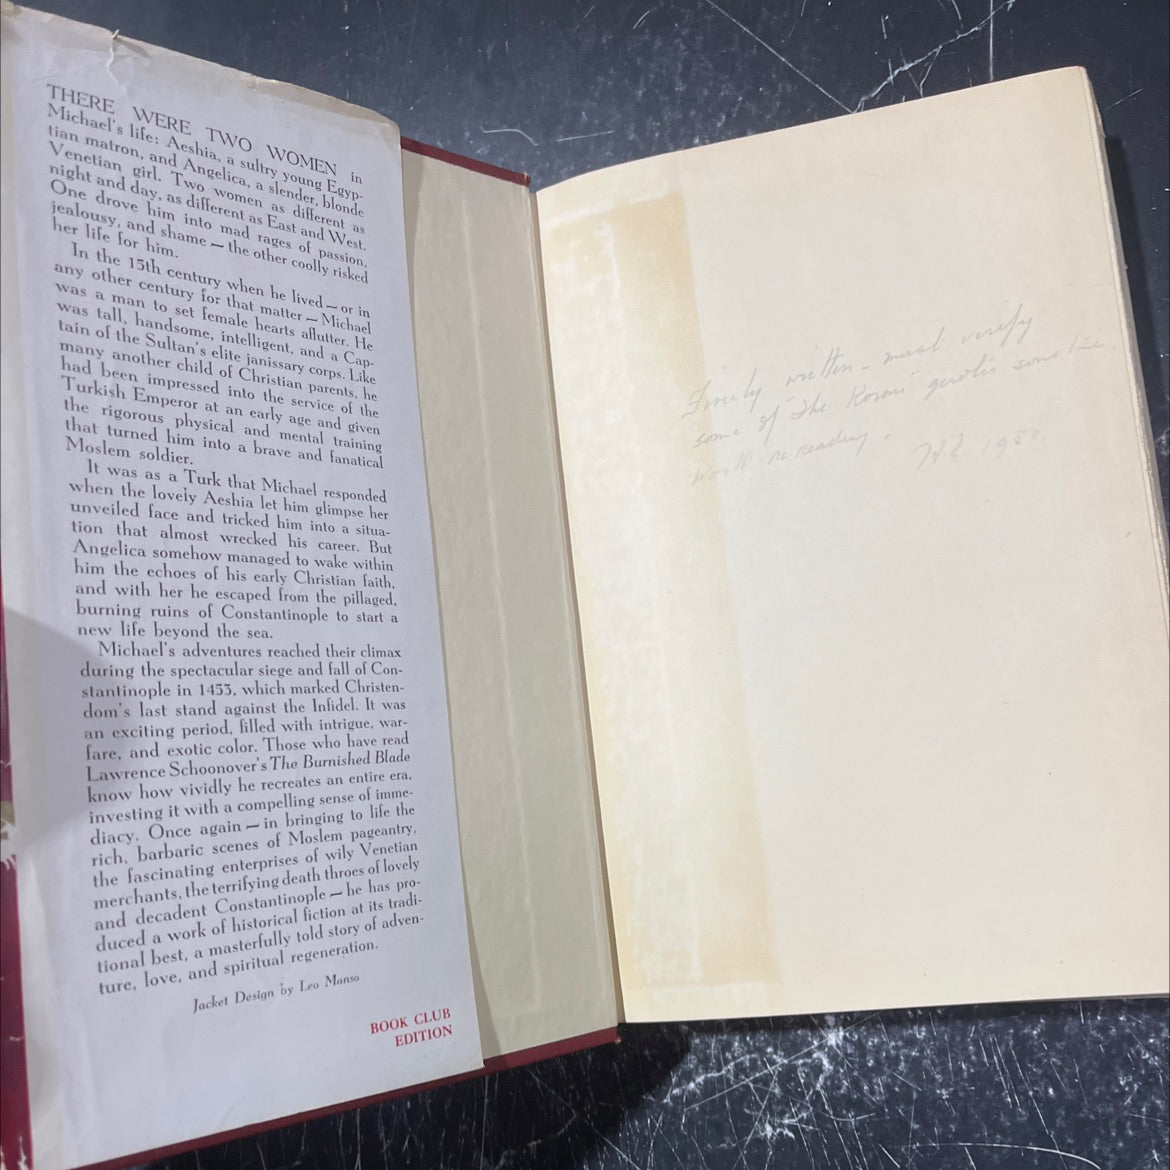 THERE WERE TWO WOMEN in
Michael's life: Aeshia, a sultry young Egyp-
tian matron, and Angelica, a slender, blonde
Venetian girl. Two women as different as
night and day, as different as East and West.
One drove him into mad rages of passion,
jealousy, and shame — the other coolly risked
her life for him.
In the 15th century when he lived — or in
any other century for that matter — Michael
was a man to set female hearts aflutter. He
was tall, handsome, intelligent, and a Cap-
tain of the Sultan's elite janissary corps. Like
many another child of Christian parents, he
had been impressed into the service of the
Turkish Emperor at an early age and given
the rigorous physical and mental training
that turned him into a brave and fanatical
Moslem soldier.
It was as a Turk that Michael responded
when the lovely Aeshia let him glimpse her
unveiled face and tricked him into a situa-
tion that almost wrecked his career. But
Angelica somehow managed to wake within
him the echoes of his early Christian faith,
and with her he escaped from the pillaged,
burning ruins of Constantinople to start a
new life beyond the sea.
Michael's adventures reached their climax
during the spectacular siege and fall of Con-
stantinople in 1453, which marked Christen-
dom's last stand against the Infidel. It was
an exciting period, filled with intrigue, war-
fare, and exotic color. Those who have read
Lawrence Schoonover's The Burnished Blade
know how vividly he recreates an entire era,
investing it with a compelling sense of imme-
diacy. Once again — in bringing to life the
rich, barbaric scenes of Moslem pageantry,
the fascinating enterprises of wily Venetian
merchants, the terrifying death throes of lovely
and decadent Constantinople — he has pro-
duced a work of historical fiction at its tradi-
tional best, a masterfully told story of adven-
ture, love, and spiritual regeneration.
Jacket Design by Leo Manso
BOOK CLUB
EDITION
Finely written - must verify
some of "The Koran" quotes some time.
Worth rereading. 1950